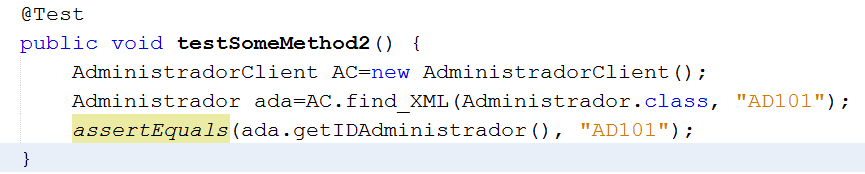 @Test
public void testSomeMethod2() {
    AdministradorClient AC=new AdministradorClient();
    Administrador ada=AC.find_XML(Administrador.class, "AD101");
    assertEquals(ada.getIDAdministrador(), "AD101");
}